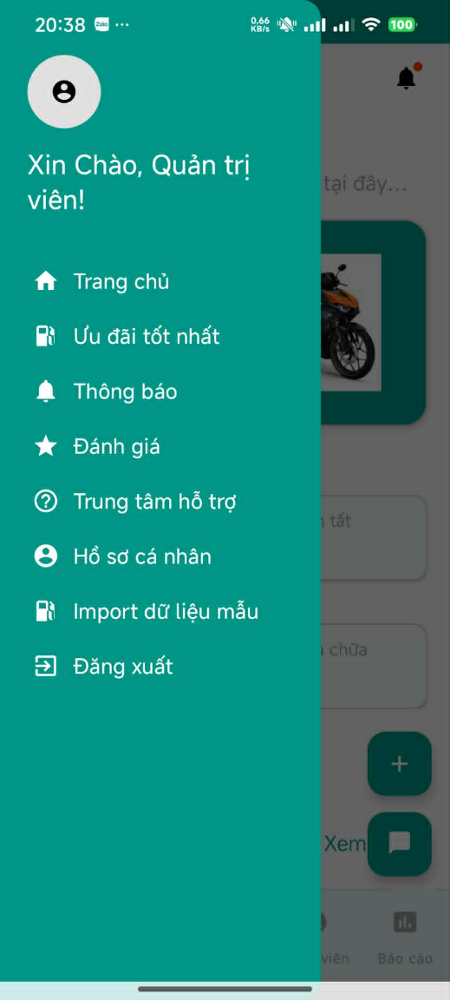 20:38 Zalo ... 0,66 KB/s 100
Xin Chào, Quản trị
viên!
tại đây...
Trang chủ
Ưu đãi tốt nhất
Thông báo
Đánh giá
Trung tâm hỗ trợ
tất
Hồ sơ cá nhân
Import dữ liệu mẫu
chữa
Đăng xuất
Xem
viên
Báo cáo